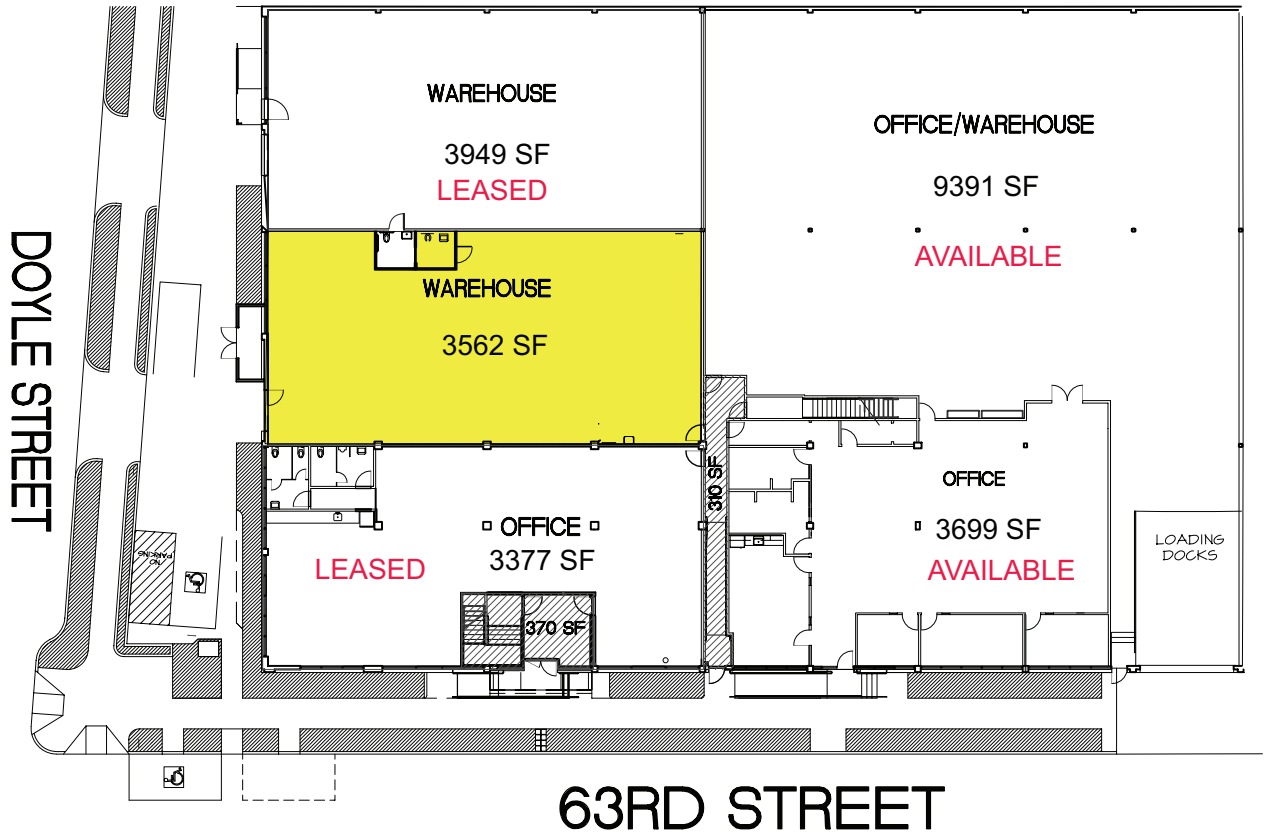 WAREHOUSE
3949 SF
LEASED
OFFICE/WAREHOUSE
9391 SF
AVAILABLE
WAREHOUSE
3562 SF
DOYLE STREET
OFFICE
3377 SF
LEASED
370 SF
310 SF
OFFICE
3699 SF
AVAILABLE
LOADING
DOCKS
NO
PARKING
63RD STREET